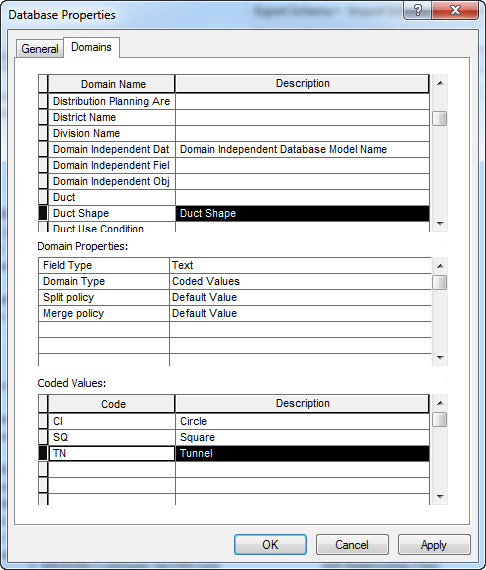 Database Properties
General Domains
Domain Name Description
Distribution Planning Are
District Name
Division Name
Domain Independent Dat Domain Independent Database Model Name
Domain Independent Fiel
Domain Independent Obj
Duct
Duct Shape Duct Shape
Duct Use Condition
Domain Properties:
Field Type Text
Domain Type Coded Values
Split policy Default Value
Merge policy Default Value
Coded Values:
Code Description
CI Circle
SQ Square
TN Tunnel
OK Cancel Apply